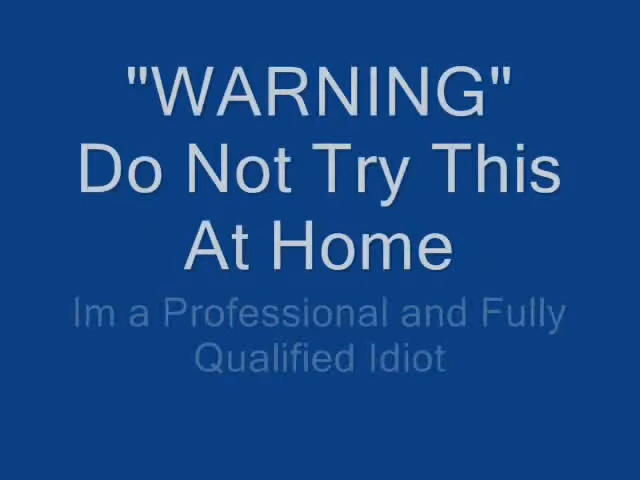 "WARNING"
Do Not Try This
At Home
Im a Professional and Fully
Qualified Idiot